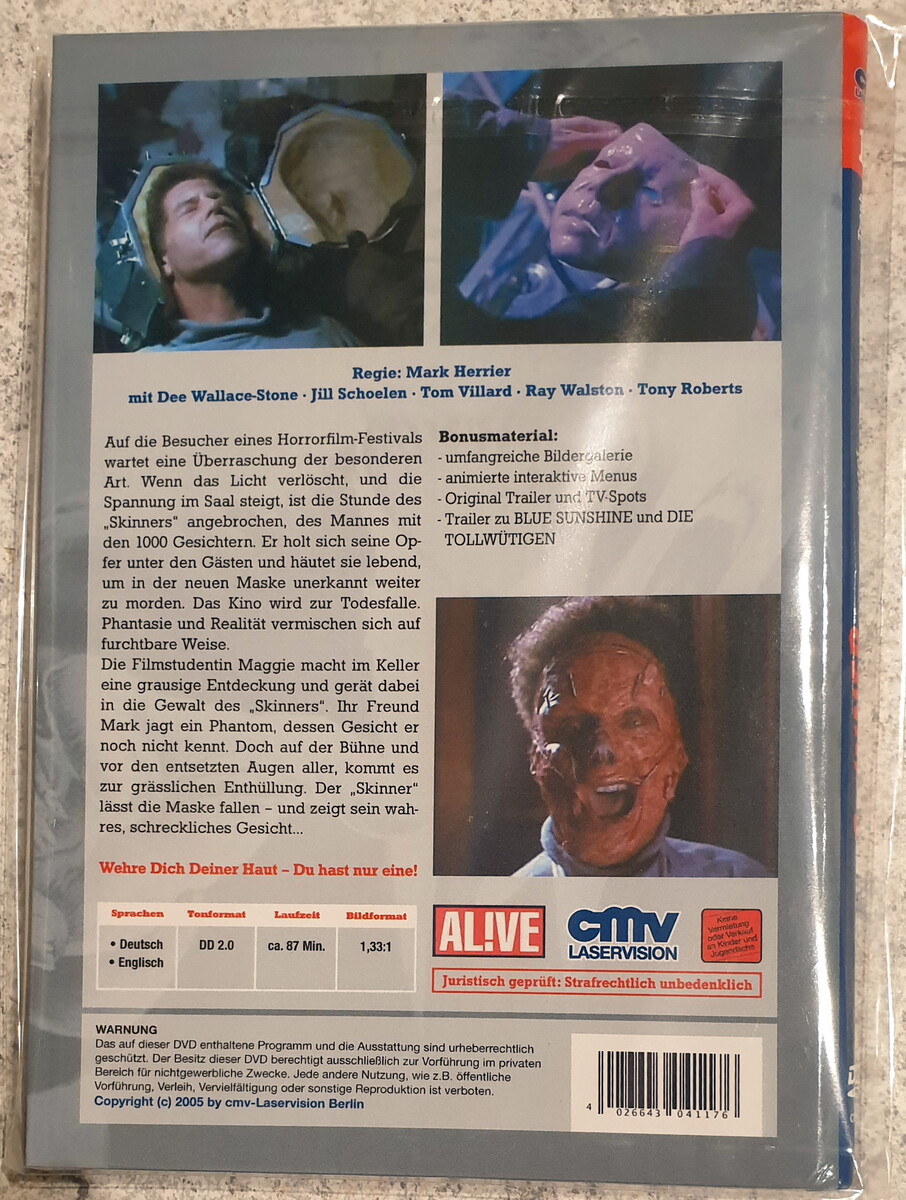 Regie: Mark Herrier
mit Dee Wallace-Stone · Jill Schoelen · Tom Villard · Ray Walston · Tony Roberts
Auf die Besucher eines Horrorfilm-Festivals
wartet eine Überraschung der besonderen
Art. Wenn das Licht verlöscht, und die
Spannung im Saal steigt, ist die Stunde des
„Skinners" angebrochen, des Mannes mit
den 1000 Gesichtern. Er holt sich seine Op-
fer unter den Gästen und häutet sie lebend,
um in der neuen Maske unerkannt weiter
zu morden. Das Kino wird zur Todesfalle.
Phantasie und Realität vermischen sich auf
furchtbare Weise.
Die Filmstudentin Maggie macht im Keller
eine grausige Entdeckung und gerät dabei
in die Gewalt des „Skinners". Ihr Freund
Mark jagt ein Phantom, dessen Gesicht er
noch nicht kennt. Doch auf der Bühne und
vor den entsetzten Augen aller, kommt es
zur grässlichen Enthüllung. Der „Skinner"
lässt die Maske fallen – und zeigt sein wah-
res, schreckliches Gesicht...
Wehre Dich Deiner Haut – Du hast nur eine!
Bonusmaterial:
- umfangreiche Bildergalerie
- animierte interaktive Menus
- Original Trailer und TV-Spots
- Trailer zu BLUE SUNSHINE und DIE
TOLLWÜTIGEN
Sprachen Tonformat Laufzeit Bildformat
• Deutsch DD 2.0 ca. 87 Min. 1,33:1
• Englisch
AL!VE
cmv
LASERVISION
Keine
Vermietung
oder Verkauf
an Kinder und
Jugendliche
Juristisch geprüft: Strafrechtlich unbedenklich
WARNUNG
Das auf dieser DVD enthaltene Programm und die Ausstattung sind urheberrechtlich
geschützt. Der Besitz dieser DVD berechtigt ausschließlich zur Vorführung im privaten
Bereich für nichtgewerbliche Zwecke. Jede andere Nutzung, wie z.B. öffentliche
Vorführung, Verleih, Vervielfältigung oder sonstige Reproduktion ist verboten.
Copyright (c) 2005 by cmv-Laservision Berlin
4 026643 041176